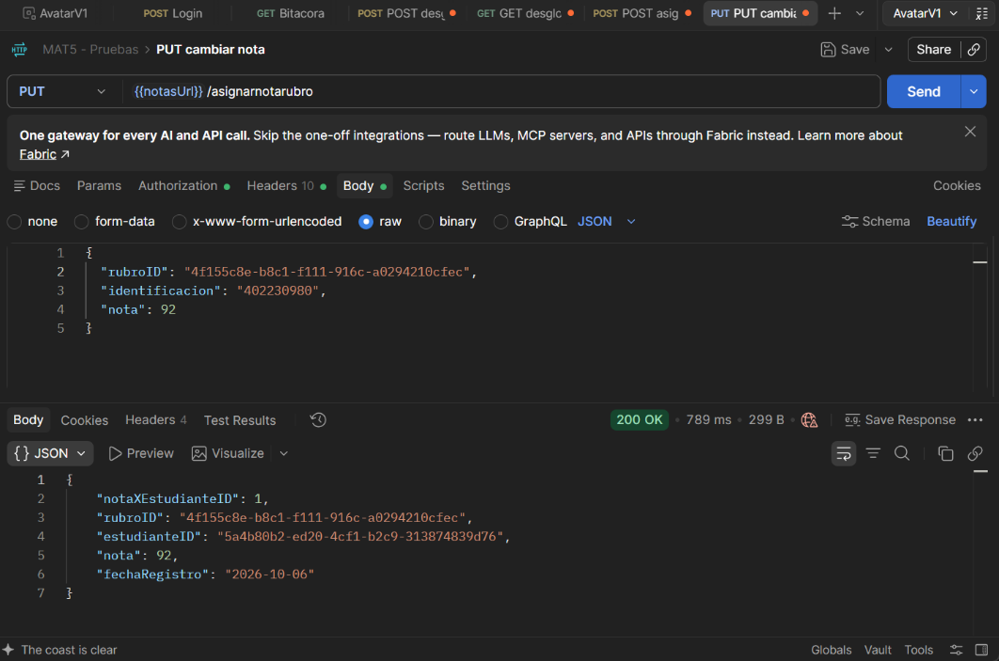 AvatarV1 POST Login GET Bitacora POST POST desg GET GET desglo POST POST asig PUT PUT cambia AvatarV1
HTTP MAT5 - Pruebas > PUT cambiar nota Save Share
PUT {{notasUrl}} /asignarnotarubro Send
One gateway for every AI and API call. Skip the one-off integrations — route LLMs, MCP servers, and APIs through Fabric instead. Learn more about
Fabric ↗
Docs Params Authorization Headers 10 Body Scripts Settings Cookies
none form-data x-www-form-urlencoded raw binary GraphQL JSON Schema Beautify
1 {
2 "rubroID": "4f155c8e-b8c1-f111-916c-a0294210cfec",
3 "identificacion": "402230980",
4 "nota": 92
5 }
Body Cookies Headers 4 Test Results 200 OK • 789 ms • 299 B e.g. Save Response
{} JSON Preview Visualize
1 {
2 "notaXEstudianteID": 1,
3 "rubroID": "4f155c8e-b8c1-f111-916c-a0294210cfec",
4 "estudianteID": "5a4b80b2-ed20-4cf1-b2c9-313874839d76",
5 "nota": 92,
6 "fechaRegistro": "2026-10-06"
7 }
The coast is clear Globals Vault Tools